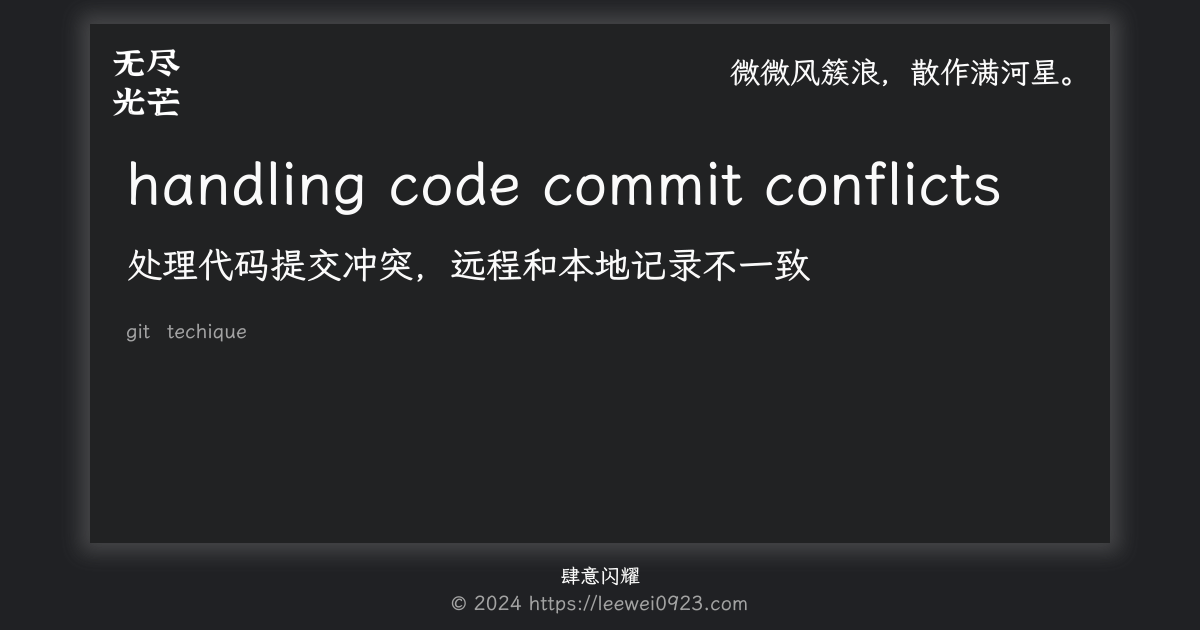 无尽
光芒
微微风簇浪，散作满河星。
handling code commit conflicts
处理代码提交冲突，远程和本地记录不一致
git techique
肆意闪耀
© 2024 https://leewei0923.com